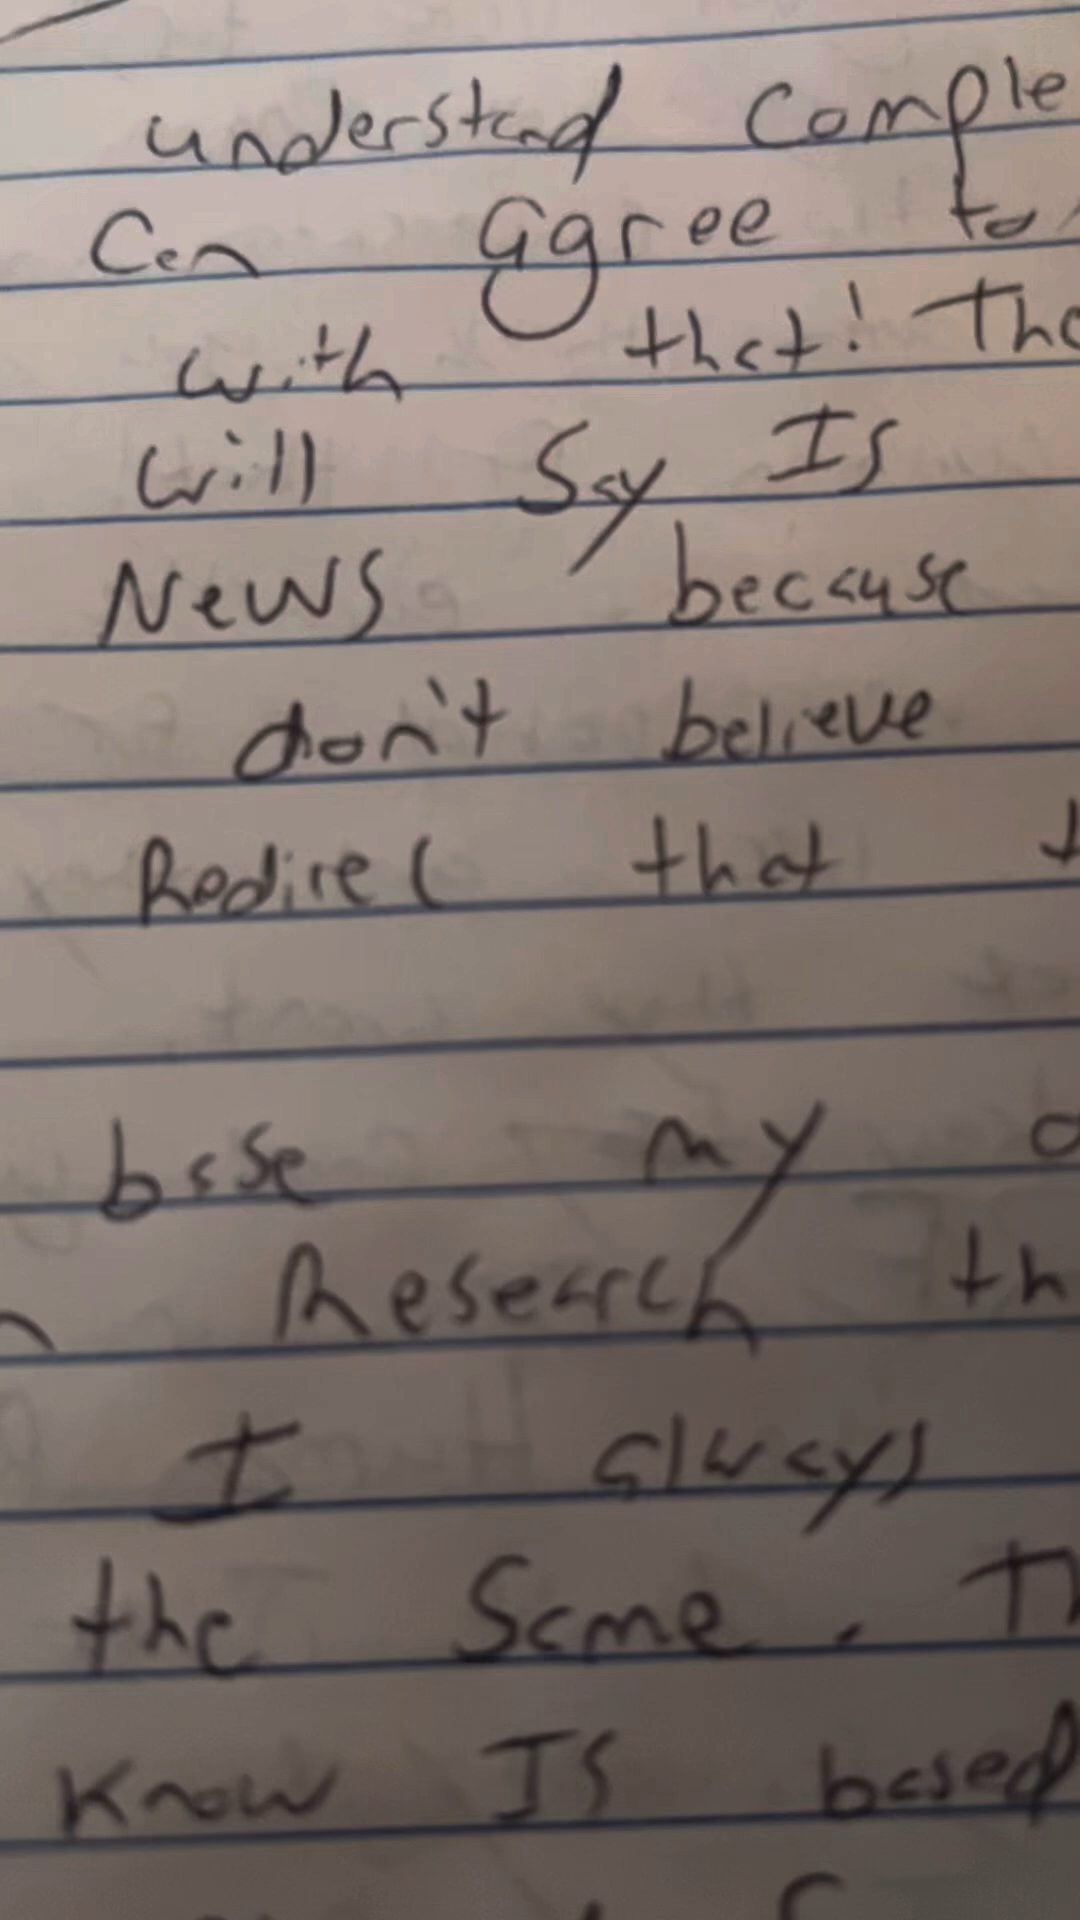 understand Comple
Can agree to
with that! The
will Say Is
News because
don't believe
that t
base my o
Research th
I always
the Same. Th
Know Is based